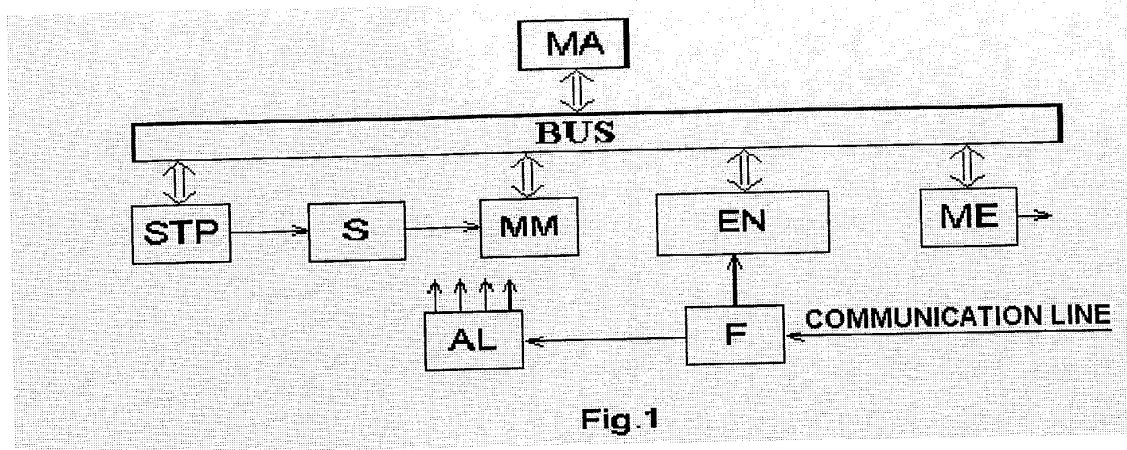 MA
BUS
STP
S
MM
EN
ME
AL
F
COMMUNICATION LINE
Fig.1